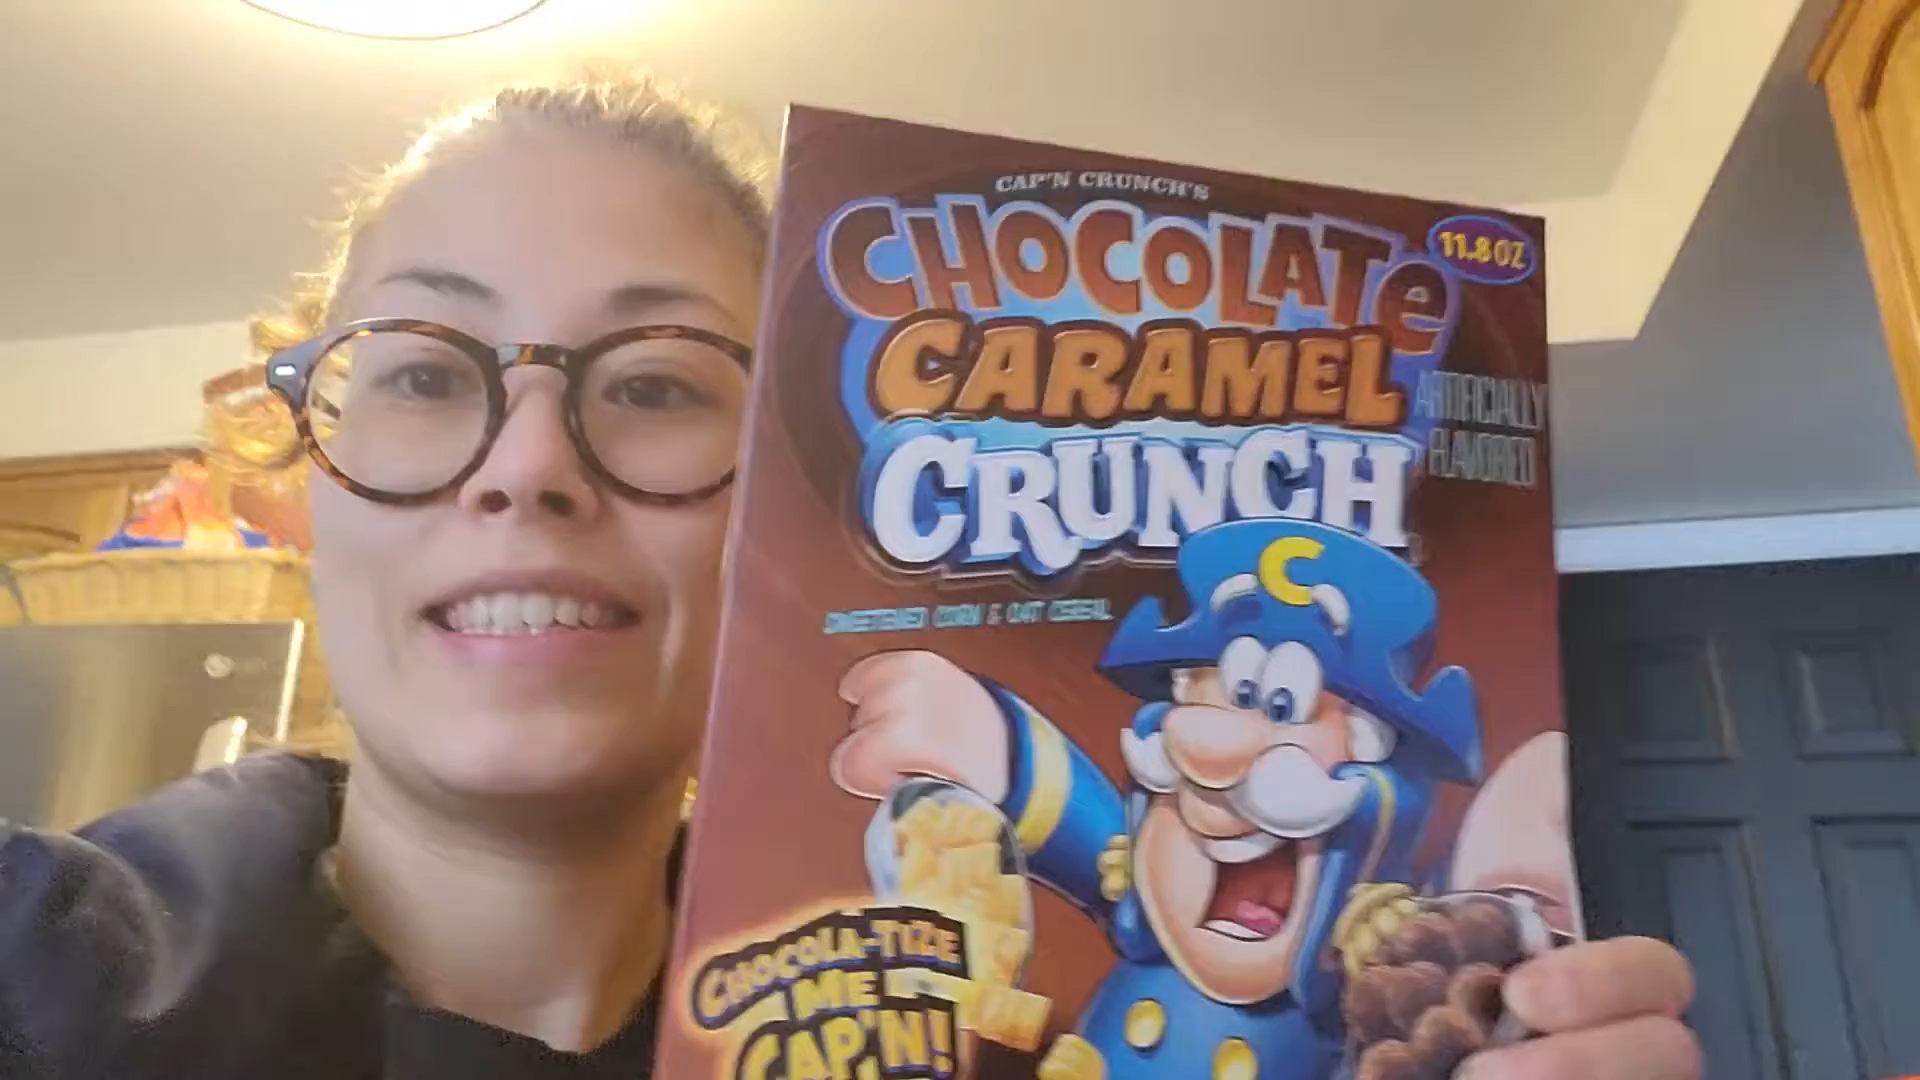 CAP'N CRUNCH'S
CHOCOLATe
11.8 OZ
CARAMEL
ARTIFICIALLY
FLAVORED
CRUNCH
SWEETENED CORN & OAT CEREAL
C
CHOCOLA-TIZE
ME
CAP'N!